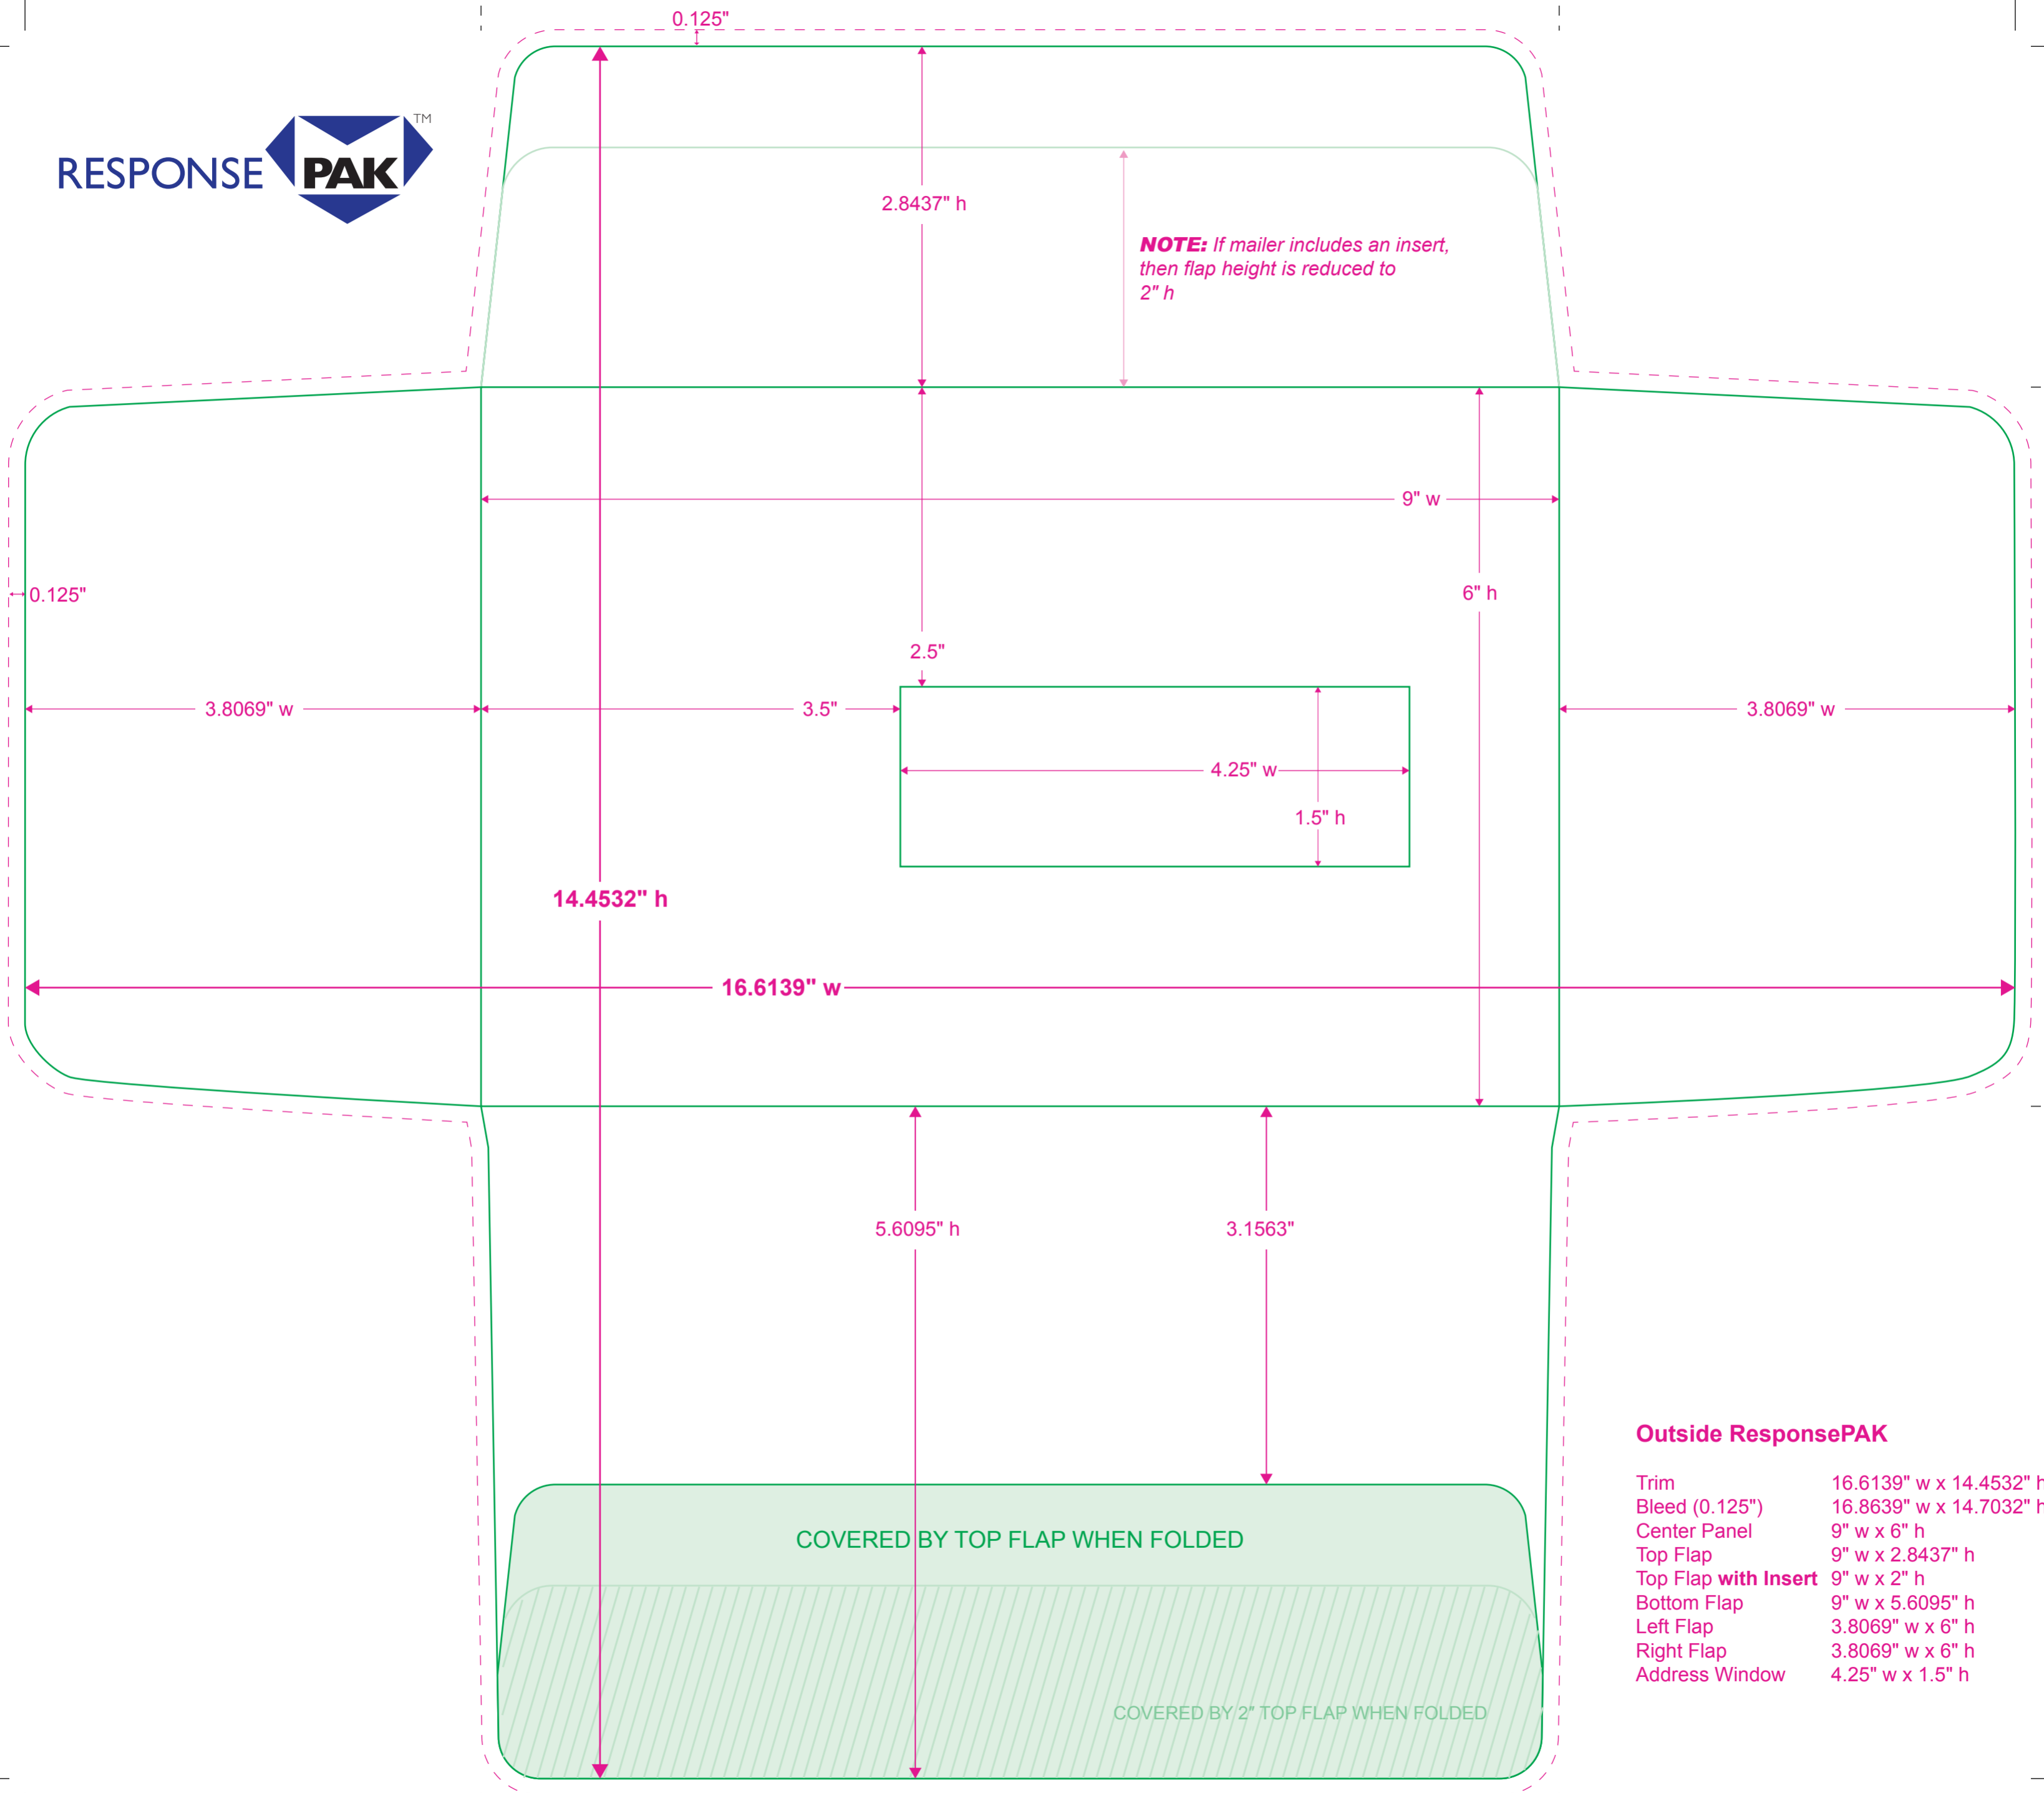 0.125"
RESPONSE PAK ™
2.8437" h
NOTE: If mailer includes an insert,
then flap height is reduced to
2" h
9" w
0.125"
6" h
2.5"
3.8069" w
3.5"
3.8069" w
4.25" w
1.5" h
14.4532" h
16.6139" w
5.6095" h
3.1563"
Outside ResponsePAK
Trim 16.6139" w x 14.4532" h
Bleed (0.125") 16.8639" w x 14.7032" h
Center Panel 9" w x 6" h
Top Flap 9" w x 2.8437" h
Top Flap with Insert 9" w x 2" h
Bottom Flap 9" w x 5.6095" h
Left Flap 3.8069" w x 6" h
Right Flap 3.8069" w x 6" h
Address Window 4.25" w x 1.5" h
COVERED BY TOP FLAP WHEN FOLDED
COVERED BY 2" TOP FLAP WHEN FOLDED